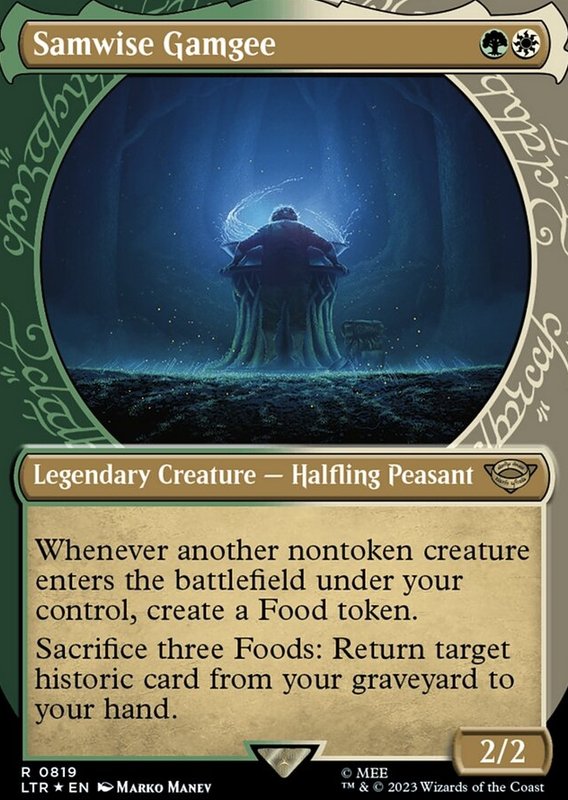 Samwise Gamgee
Legendary Creature — Halfling Peasant
Whenever another nontoken creature
enters the battlefield under your
control, create a Food token.
Sacrifice three Foods: Return target
historic card from your graveyard to
your hand.
2/2
R 0819
LTR ★ EN Marko Manev
© MEE
™ & © 2023 Wizards of the Coast